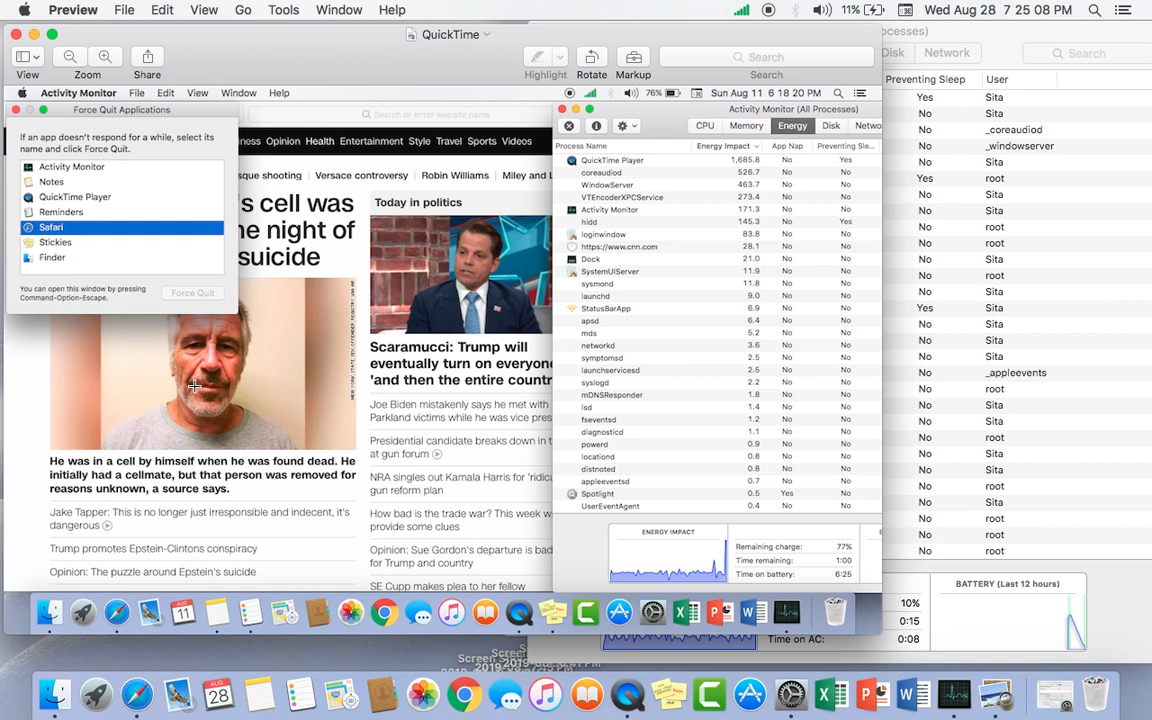 Preview File Edit View Go Tools Window Help
11% Wed Aug 28 7 25 08 PM
QuickTime
View Zoom Share
Highlight Rotate Markup Search
Search
Activity Monitor File Edit View Window Help
76% Sun Aug 11 6 18 20 PM
Force Quit Applications
If an app doesn't respond for a while, select its
name and click Force Quit.
Activity Monitor
Notes
QuickTime Player
Reminders
Safari
Stickies
Finder
You can open this window by pressing
Command-Option-Escape.
Force Quit
Search or enter website name
ness Opinion Health Entertainment Style Travel Sports Videos
sque shooting Versace controversy Robin Williams Miley and L
's cell was
he night of
suicide
NEW YORK STATE SEX OFFENDER REGISTRY
He was in a cell by himself when he was found dead. He
initially had a cellmate, but that person was removed for
reasons unknown, a source says.
Jake Tapper: This is no longer just irresponsible and indecent, it's
dangerous
Trump promotes Epstein-Clintons conspiracy
Opinion: The puzzle around Epstein's suicide
Today in politics
Scaramucci: Trump will
eventually turn on everyone
'and then the entire countr
Joe Biden mistakenly says he met with
Parkland victims while he was vice pres
Presidential candidate breaks down in t
at gun forum
NRA singles out Kamala Harris for 'ridicu
gun reform plan
How bad is the trade war? This week w
provide some clues
Opinion: Sue Gordon's departure is bad
for Trump and country
SE Cupp makes plea to her fellow
Activity Monitor (All Processes)
CPU Memory Energy Disk Netwo
Process Name Energy Impact App Nap Preventing Sle...
QuickTime Player 1,685.8 No Yes
coreaudiod 526.7 No No
WindowServer 463.7 No No
VTEncoderXPCService 273.4 No No
Activity Monitor 171.3 No No
hidd 145.3 No Yes
loginwindow 83.8 No No
https://www.cnn.com 28.1 No No
Dock 21.0 No No
SystemUIServer 11.9 No No
sysmond 11.8 No No
launchd 9.0 No No
StatusBarApp 6.9 No No
apsd 6.4 No No
mds 5.2 No No
networkd 3.6 No No
symptomsd 2.5 No No
launchservicesd 2.5 No No
syslogd 2.2 No No
mDNSResponder 1.8 No No
lsd 1.4 No No
fseventsd 1.2 No No
diagnosticd 1.1 No No
powerd 0.9 No No
locationd 0.8 No No
distnoted 0.8 No No
appleeventsd 0.7 No No
Spotlight 0.5 Yes No
UserEventAgent 0.4 No No
ENERGY IMPACT
Remaining charge: 77%
Time remaining: 1:00
Time on battery: 6:25
ocesses)
Disk Network Search
Preventing Sleep User
Yes Sita
No Sita
No _coreaudiod
No _windowserver
No Sita
Yes root
No Sita
No Sita
No root
No root
No Sita
No root
No Sita
Yes Sita
No Sita
No Sita
No Sita
No _appleevents
No root
No Sita
No Sita
No root
No Sita
No root
No Sita
No Sita
No root
No root
No root
BATTERY (Last 12 hours)
10%
0:15
Time on AC: 0:08
AUG
11
Screen S
AUG
28